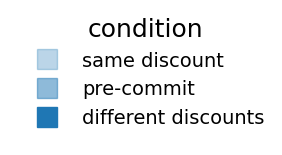 condition
same discount
pre-commit
different discounts